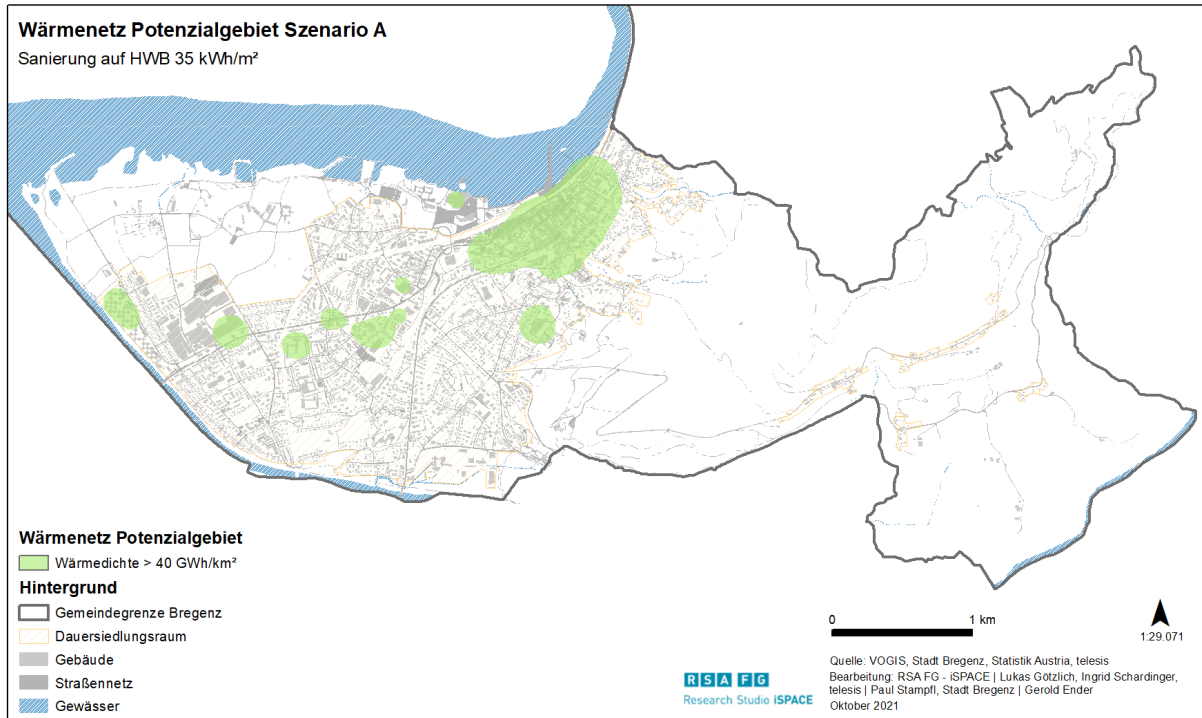 Wärmenetz Potenzialgebiet Szenario A
Sanierung auf HWB 35 kWh/m²
Wärmenetz Potenzialgebiet
Wärmedichte > 40 GWh/km²
Hintergrund
Gemeindegrenze Bregenz
Dauersiedlungsraum
Gebäude
Straßennetz
Gewässer
0 1 km
1:29.071
RSA FG
Research Studio iSPACE
Quelle: VOGIS, Stadt Bregenz, Statistik Austria, telesis
Bearbeitung: RSA FG - iSPACE | Lukas Götzlich, Ingrid Schardinger,
telesis | Paul Stampfl, Stadt Bregenz | Gerold Ender
Oktober 2021